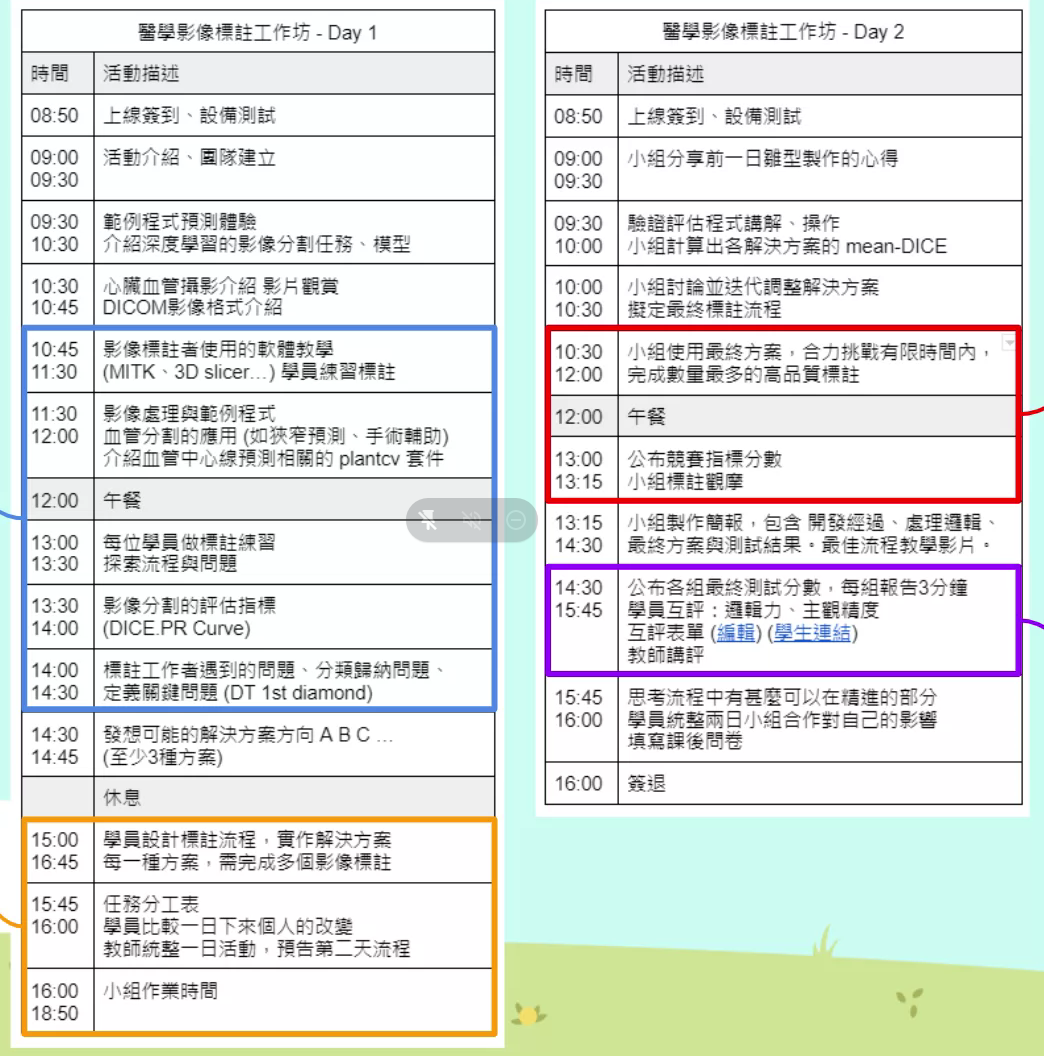 醫學影像標註工作坊 - Day 1
時間 活動描述
08:50 上線簽到、設備測試
09:00 活動介紹、團隊建立
09:30
09:30 範例程式預測體驗
10:30 介紹深度學習的影像分割任務、模型
10:30 心臟血管攝影介紹 影片觀賞
10:45 DICOM影像格式介紹
10:45 影像標註者使用的軟體教學
11:30 (MITK、3D slicer...) 學員練習標註
11:30 影像處理與範例程式
12:00 血管分割的應用 (如狹窄預測、手術輔助)
介紹血管中心線預測相關的 plantcv 套件
12:00 午餐
13:00 每位學員做標註練習
13:30 探索流程與問題
13:30 影像分割的評估指標
14:00 (DICE.PR Curve)
14:00 標註工作者遇到的問題、分類歸納問題、
14:30 定義關鍵問題 (DT 1st diamond)
14:30 發想可能的解決方案方向 A B C ...
14:45 (至少3種方案)
休息
15:00 學員設計標註流程，實作解決方案
16:45 每一種方案，需完成多個影像標註
15:45 任務分工表
16:00 學員比較一日下來個人的改變
教師統整一日活動，預告第二天流程
16:00 小組作業時間
18:50
醫學影像標註工作坊 - Day 2
時間 活動描述
08:50 上線簽到、設備測試
09:00 小組分享前一日雛型製作的心得
09:30
09:30 驗證評估程式講解、操作
10:00 小組計算出各解決方案的 mean-DICE
10:00 小組討論並迭代調整解決方案
10:30 擬定最終標註流程
10:30 小組使用最終方案，合力挑戰有限時間內，
12:00 完成數量最多的高品質標註
12:00 午餐
13:00 公布競賽指標分數
13:15 小組標註觀摩
13:15 小組製作簡報，包含 開發經過、處理邏輯、
14:30 最終方案與測試結果。最佳流程教學影片。
14:30 公布各組最終測試分數，每組報告3分鐘
15:45 學員互評：邏輯力、主觀精度
互評表單 (編輯) (學生連結)
教師講評
15:45 思考流程中有甚麼可以在精進的部分
16:00 學員統整兩日小組合作對自己的影響
填寫課後問卷
16:00 簽退